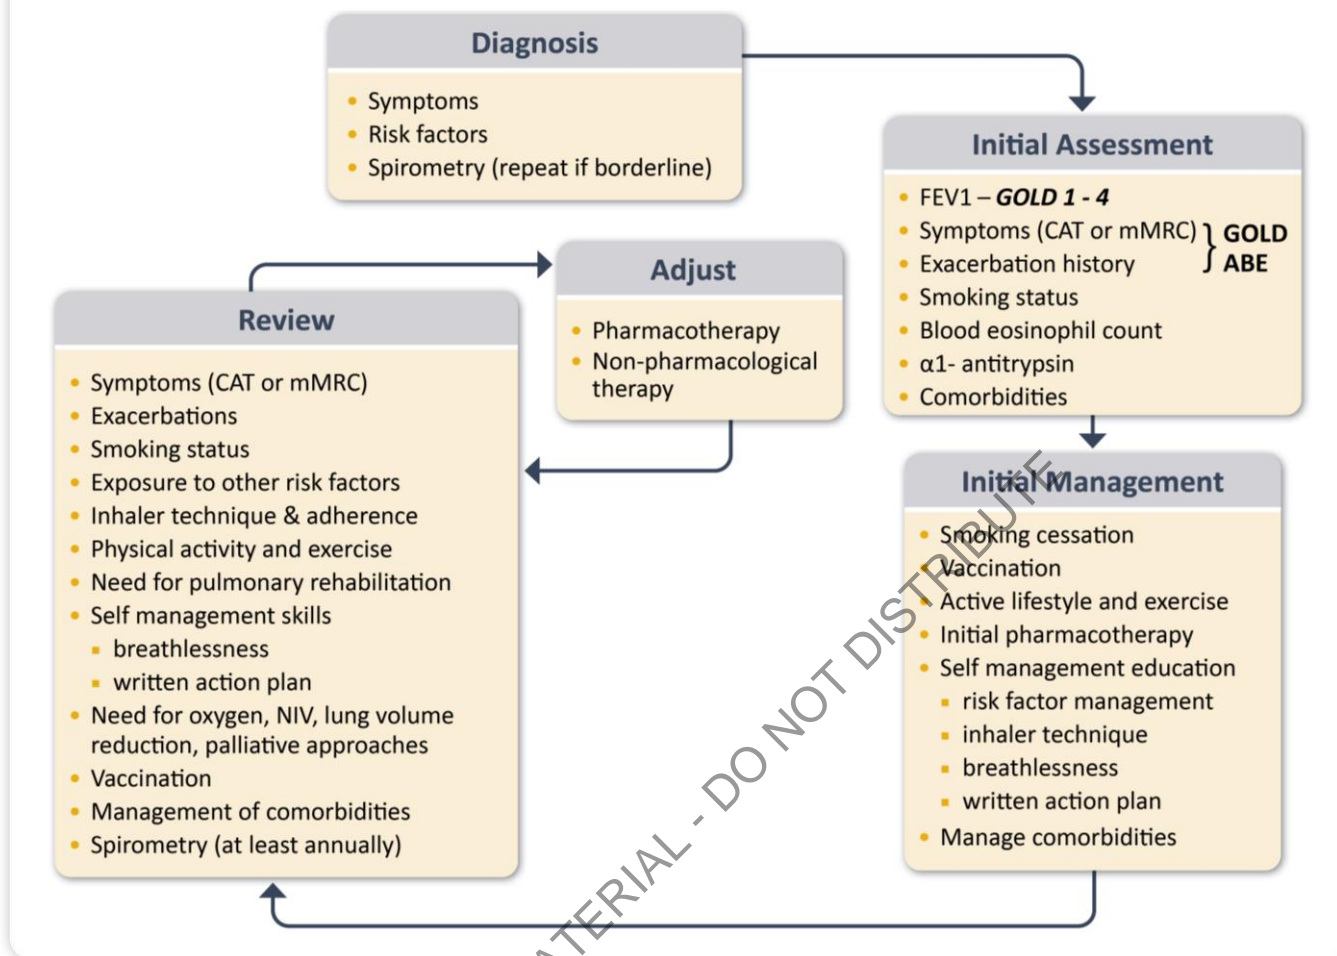 Diagnosis
Symptoms
Risk factors
Spirometry (repeat if borderline)
Initial Assessment
FEV1 – GOLD 1 - 4
Symptoms (CAT or mMRC)
Exacerbation history
GOLD
ABE
Smoking status
Blood eosinophil count
α1- antitrypsin
Comorbidities
Initial Management
Smoking cessation
Vaccination
Active lifestyle and exercise
Initial pharmacotherapy
Self management education
risk factor management
inhaler technique
breathlessness
written action plan
Manage comorbidities
Review
Symptoms (CAT or mMRC)
Exacerbations
Smoking status
Exposure to other risk factors
Inhaler technique & adherence
Physical activity and exercise
Need for pulmonary rehabilitation
Self management skills
breathlessness
written action plan
Need for oxygen, NIV, lung volume
reduction, palliative approaches
Vaccination
Management of comorbidities
Spirometry (at least annually)
Adjust
Pharmacotherapy
Non-pharmacological
therapy
- DO NOT DISTRIBUTE